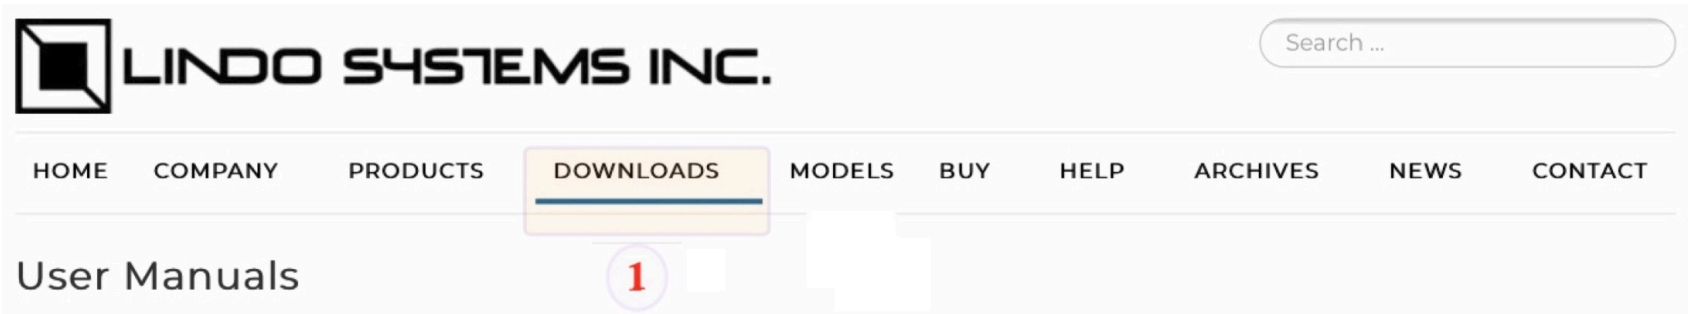 LINDO SYSTEMS INC.
Search ...
HOME COMPANY PRODUCTS DOWNLOADS MODELS BUY HELP ARCHIVES NEWS CONTACT
User Manuals
1